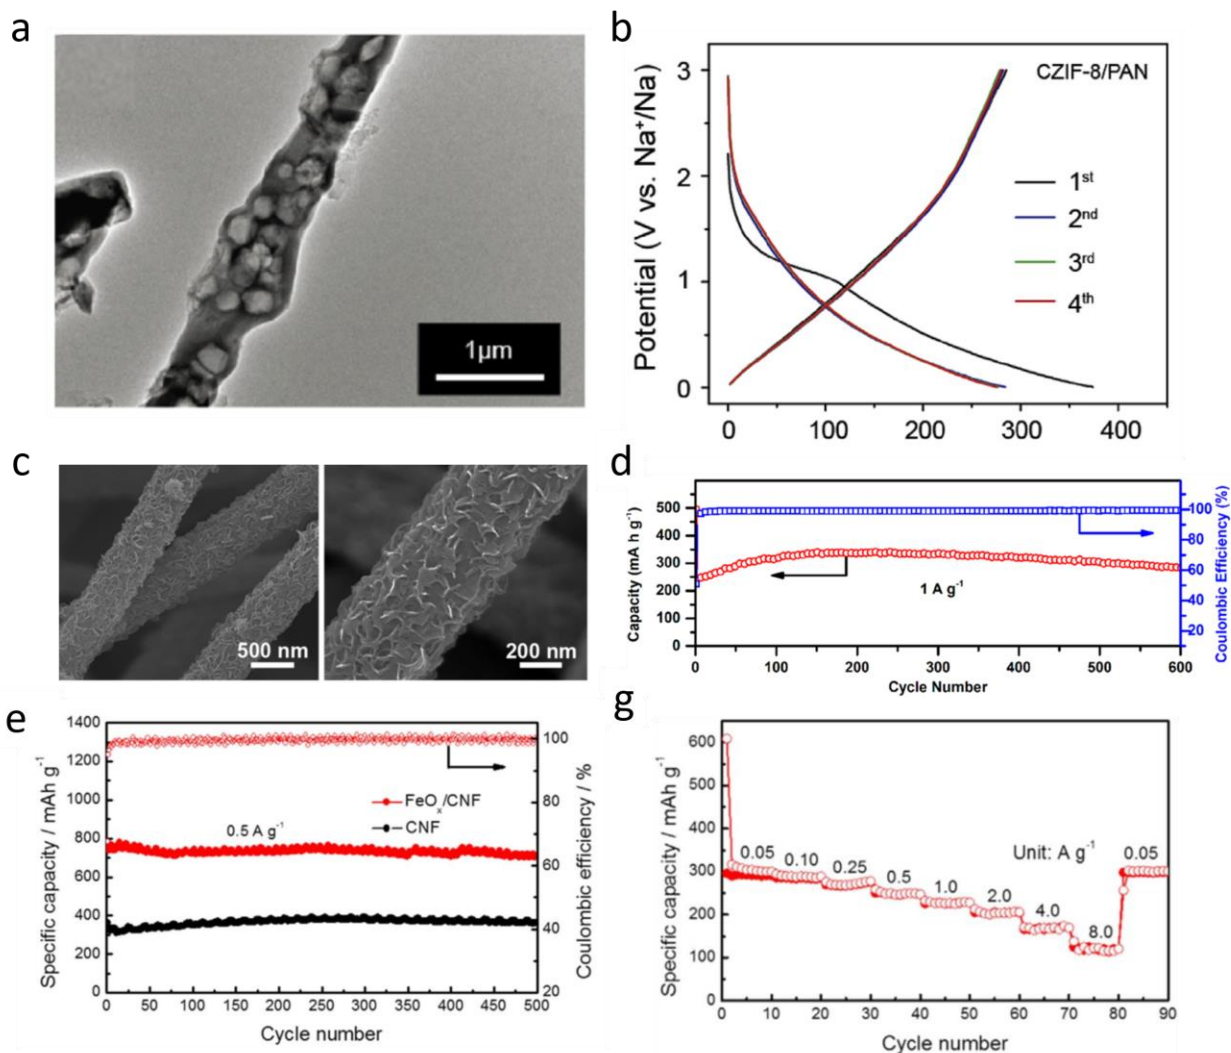 a
1μm
b
CZIF-8/PAN
Potential (V vs. Na⁺/Na)
3
2
1
0
1ˢᵗ
2ⁿᵈ
3ʳᵈ
4ᵗʰ
0 100 200 300 400
c
500 nm
200 nm
d
Capacity (mA h g⁻¹)
500
400
300
200
100
0
1 A g⁻¹
100
80
60
40
20
Coulombic Efficiency (%)
0 100 200 300 400 500 600
Cycle Number
e
Specific capacity / mAh g⁻¹
1400
1200
1000
800
600
400
200
0
FeOₓ/CNF
CNF
0.5 A g⁻¹
100
80
60
40
20
Coulombic efficiency / %
0 50 100 150 200 250 300 350 400 450 500
Cycle number
g
Specific capacity / mAh g⁻¹
600
500
400
300
200
100
0
Unit: A g⁻¹
0.05 0.10 0.25 0.5 1.0 2.0 4.0 8.0 0.05
0 10 20 30 40 50 60 70 80 90
Cycle number